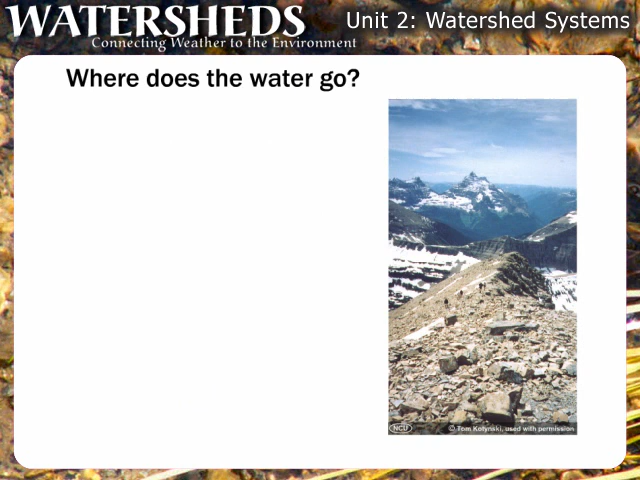 WATERSHEDS
Connecting Weather to the Environment
Unit 2: Watershed Systems
Where does the water go?
NCU
© Tom Kotynski, used with permission